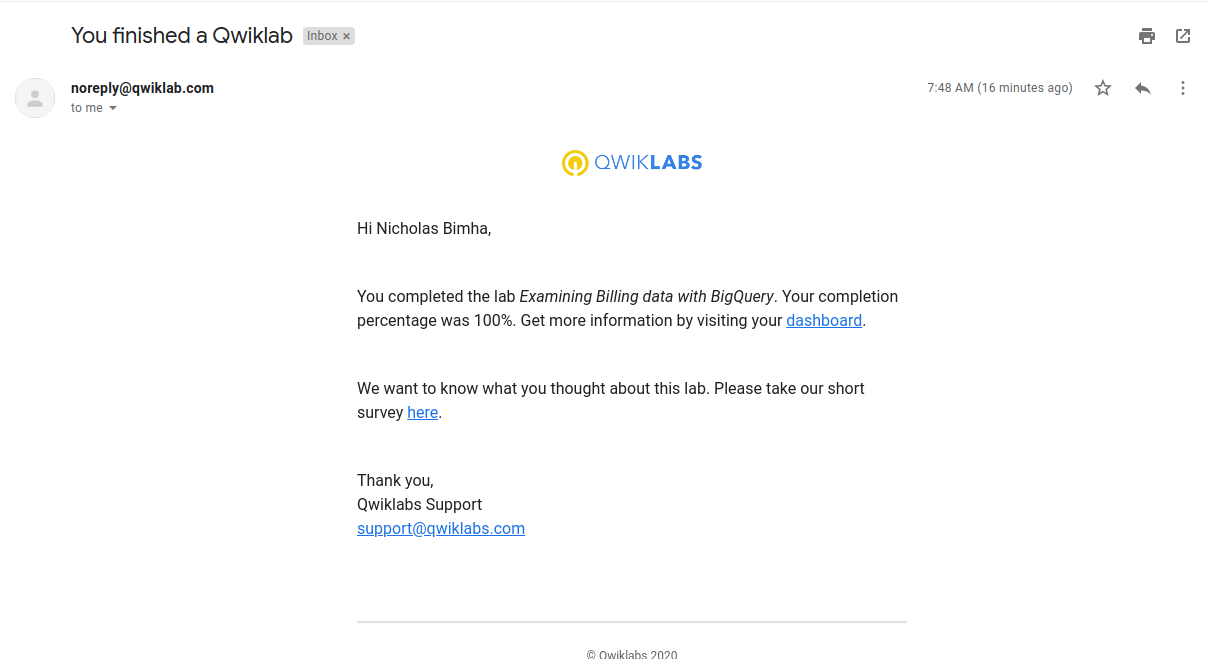 You finished a Qwiklab Inbox ×
noreply@qwiklab.com 7:48 AM (16 minutes ago)
to me
QWIKLABS
Hi Nicholas Bimha,
You completed the lab Examining Billing data with BigQuery. Your completion
percentage was 100%. Get more information by visiting your dashboard.
We want to know what you thought about this lab. Please take our short
survey here.
Thank you,
Qwiklabs Support
support@qwiklabs.com
© Qwiklabs 2020